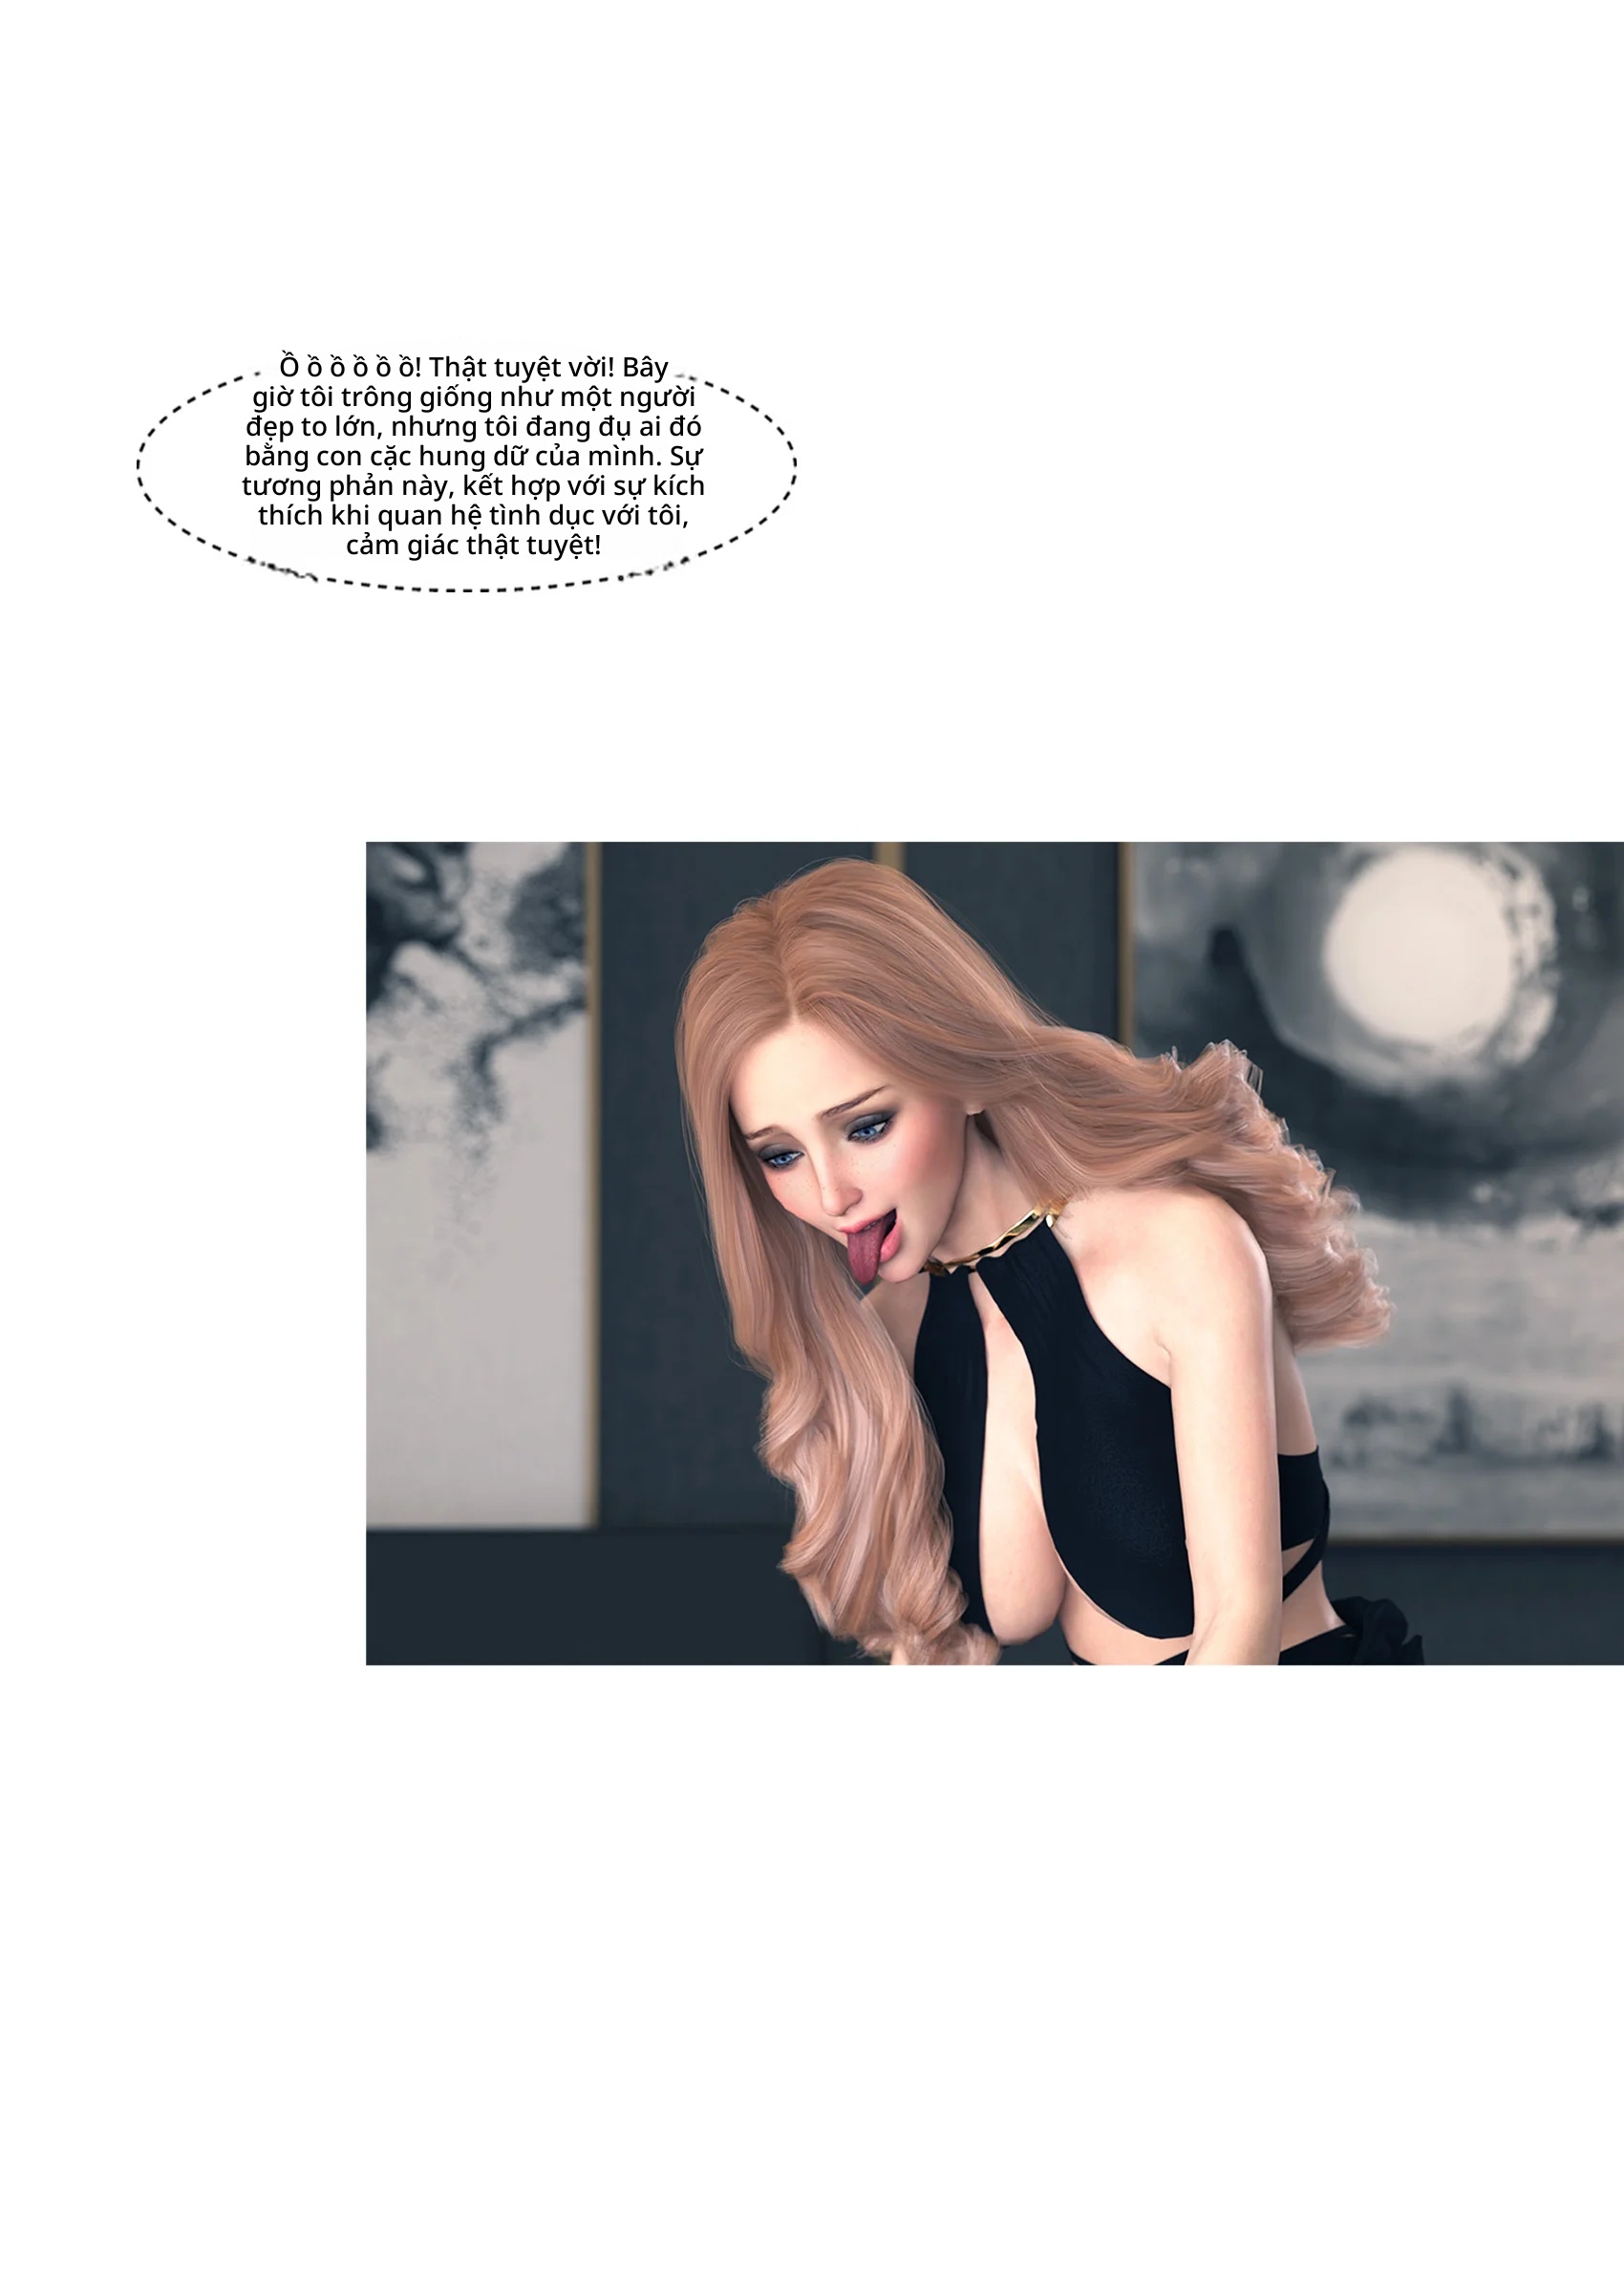 Ồ ồ ồ ồ ồ ồ! Thật tuyệt vời! Bây
giờ tôi trông giống như một người
đẹp to lớn, nhưng tôi đang đụ ai đó
bằng con cặc hung dữ của mình. Sự
tương phản này, kết hợp với sự kích
thích khi quan hệ tình dục với tôi,
cảm giác thật tuyệt!